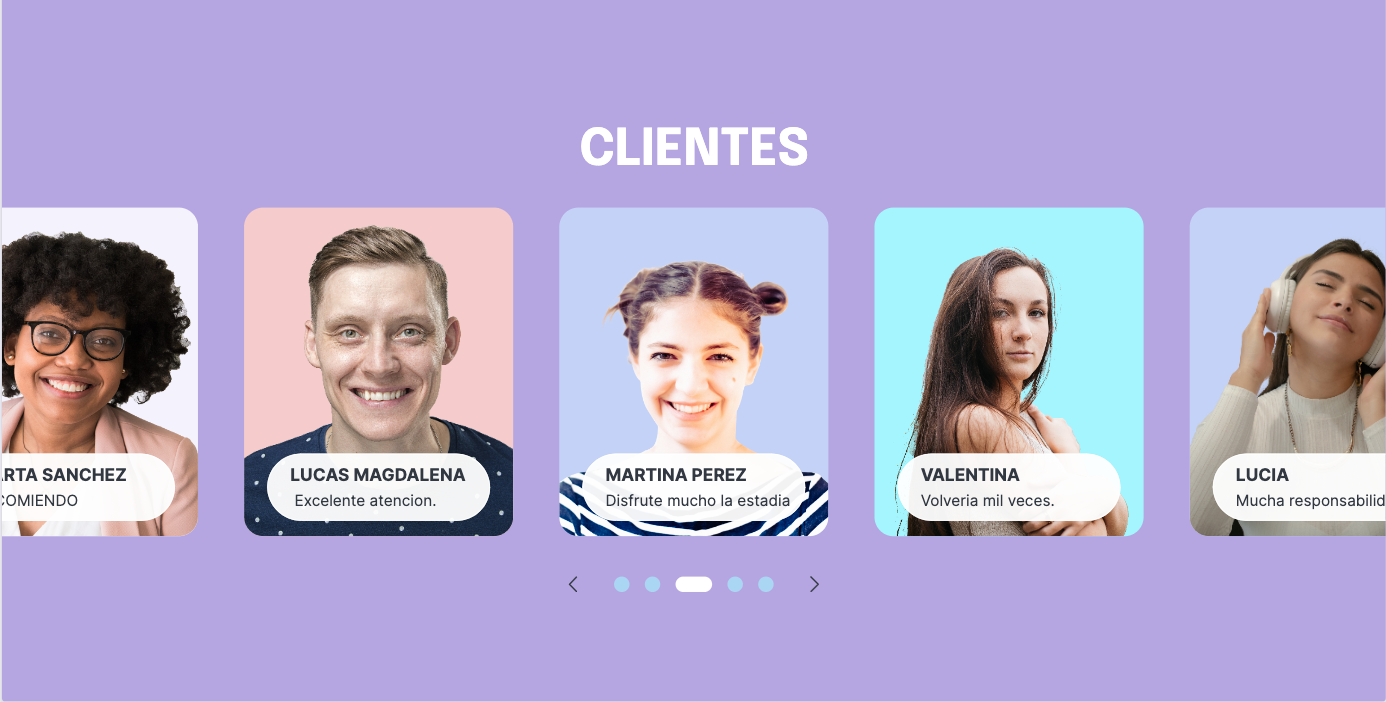 CLIENTES
ARTA SANCHEZ
COMIENDO
LUCAS MAGDALENA
Excelente atencion.
MARTINA PEREZ
Disfrute mucho la estadia
VALENTINA
Volveria mil veces.
LUCIA
Mucha responsabilid